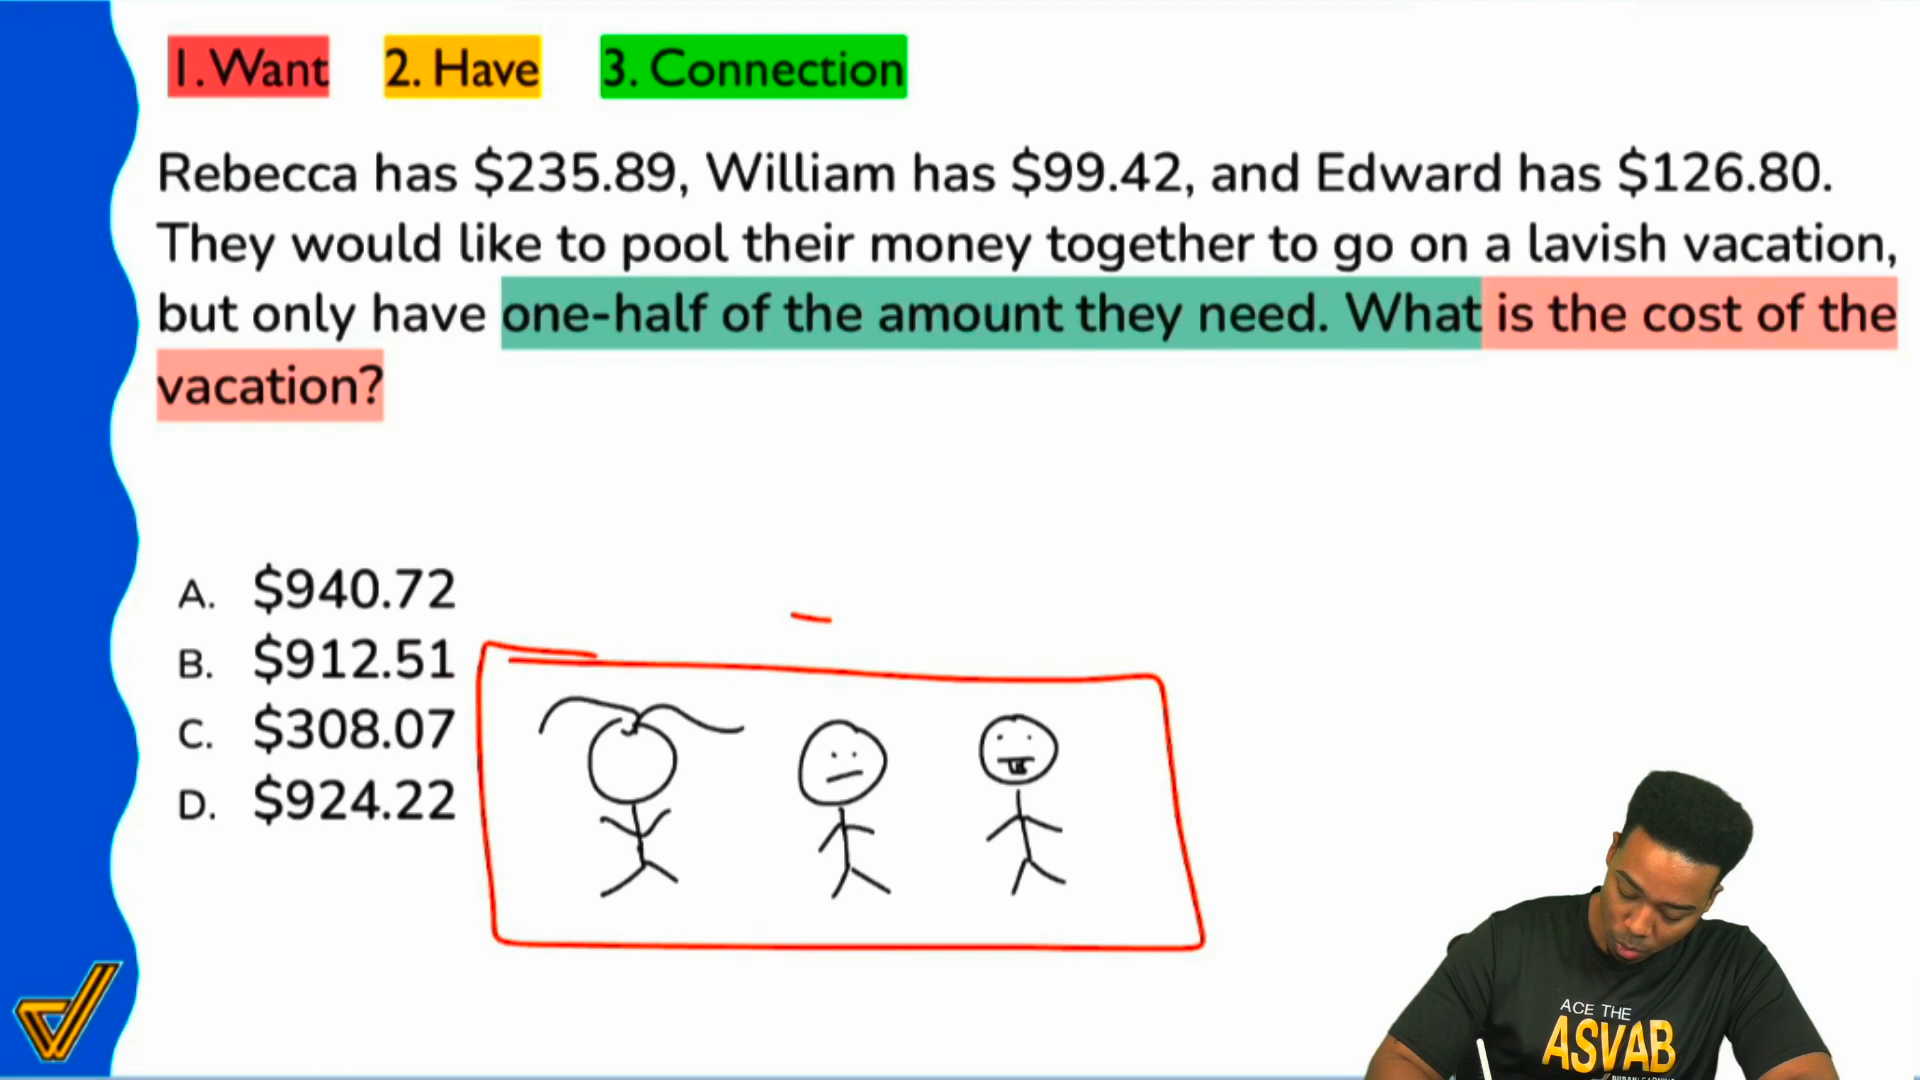 1. Want 2. Have 3. Connection
Rebecca has $235.89, William has $99.42, and Edward has $126.80.
They would like to pool their money together to go on a lavish vacation,
but only have one-half of the amount they need. What is the cost of the
vacation?
A. $940.72
B. $912.51
C. $308.07
D. $924.22
ACE THE
ASVAB